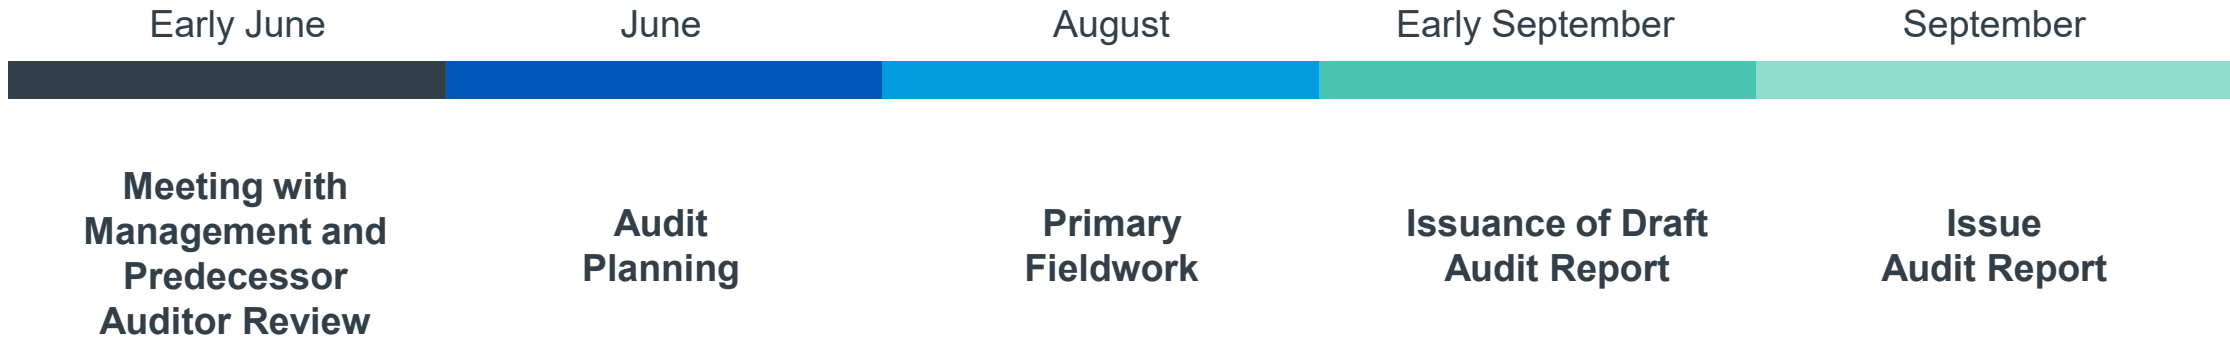 Early June
June
August
Early September
September
Meeting with
Management and
Predecessor
Auditor Review
Audit
Planning
Primary
Fieldwork
Issuance of Draft
Audit Report
Issue
Audit Report